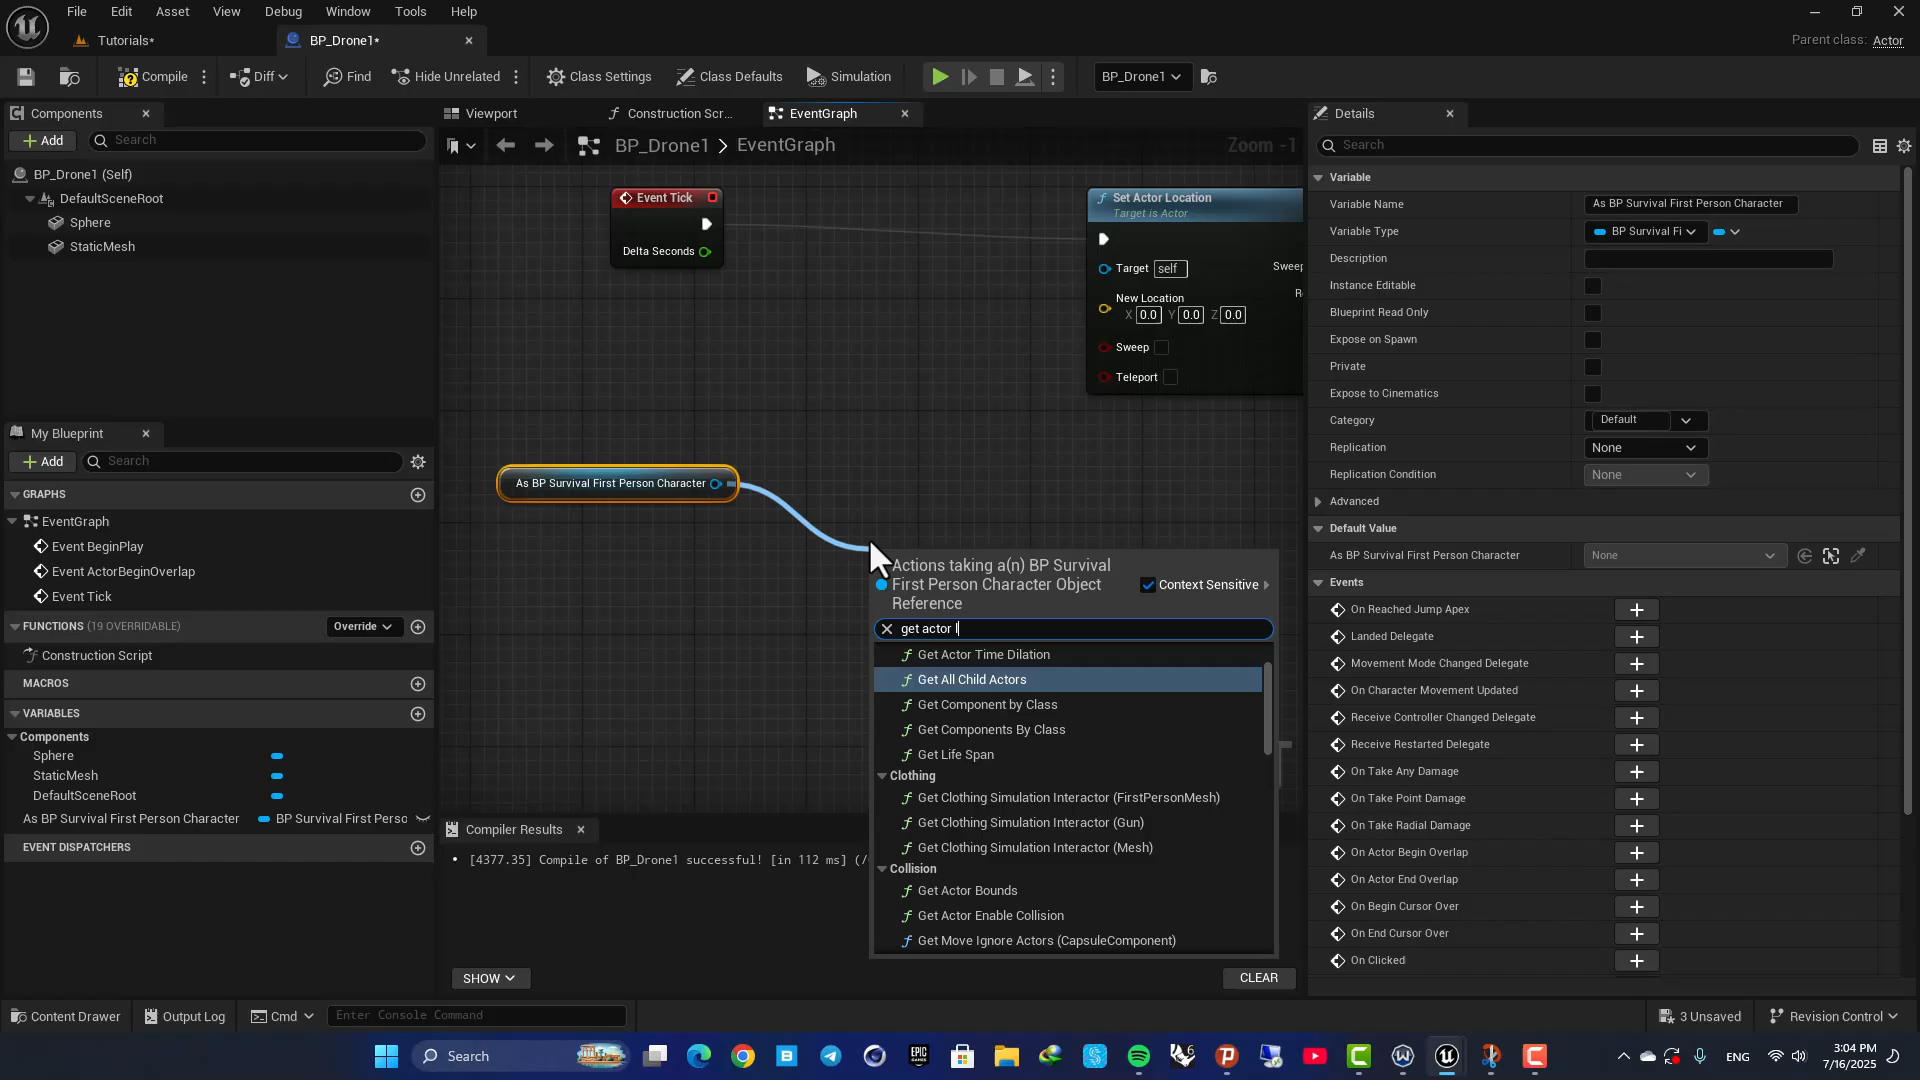 File Edit Asset View Debug Window Tools Help
Tutorials*
BP_Drone1*
Parent class: Actor
Compile
Diff
Find
Hide Unrelated
Class Settings
Class Defaults
Simulation
BP_Drone1
Components
Add
Search
BP_Drone1 (Self)
DefaultSceneRoot
Sphere
StaticMesh
My Blueprint
Add
Search
GRAPHS
EventGraph
Event BeginPlay
Event ActorBeginOverlap
Event Tick
FUNCTIONS (19 OVERRIDABLE)
Override
Construction Script
MACROS
VARIABLES
Components
Sphere
StaticMesh
DefaultSceneRoot
As BP Survival First Person Character
BP Survival First Perso
EVENT DISPATCHERS
Viewport
Construction Scr...
EventGraph
BP_Drone1 > EventGraph
Zoom -1
Event Tick
Delta Seconds
Set Actor Location
Target is Actor
Target self
Sweep
New Location
X 0.0 Y 0.0 Z 0.0
Sweep
Teleport
As BP Survival First Person Character
Actions taking a(n) BP Survival
First Person Character Object
Reference
Context Sensitive
get actor l
Get Actor Time Dilation
Get All Child Actors
Get Component by Class
Get Components By Class
Get Life Span
Clothing
Get Clothing Simulation Interactor (FirstPersonMesh)
Get Clothing Simulation Interactor (Gun)
Get Clothing Simulation Interactor (Mesh)
Collision
Get Actor Bounds
Get Actor Enable Collision
Get Move Ignore Actors (CapsuleComponent)
Compiler Results
[4377.35] Compile of BP_Drone1 successful! [in 112 ms] (/
SHOW
CLEAR
Details
Search
Variable
Variable Name
As BP Survival First Person Character
Variable Type
BP Survival Fi
Description
Instance Editable
Blueprint Read Only
Expose on Spawn
Private
Expose to Cinematics
Category
Default
Replication
None
Replication Condition
None
Advanced
Default Value
As BP Survival First Person Character
None
Events
On Reached Jump Apex
Landed Delegate
Movement Mode Changed Delegate
On Character Movement Updated
Receive Controller Changed Delegate
Receive Restarted Delegate
On Take Any Damage
On Take Point Damage
On Take Radial Damage
On Actor Begin Overlap
On Actor End Overlap
On Begin Cursor Over
On End Cursor Over
On Clicked
Content Drawer
Output Log
Cmd
Enter Console Command
3 Unsaved
Revision Control
Search
EPIC GAMES
ENG
3:04 PM
7/16/2025